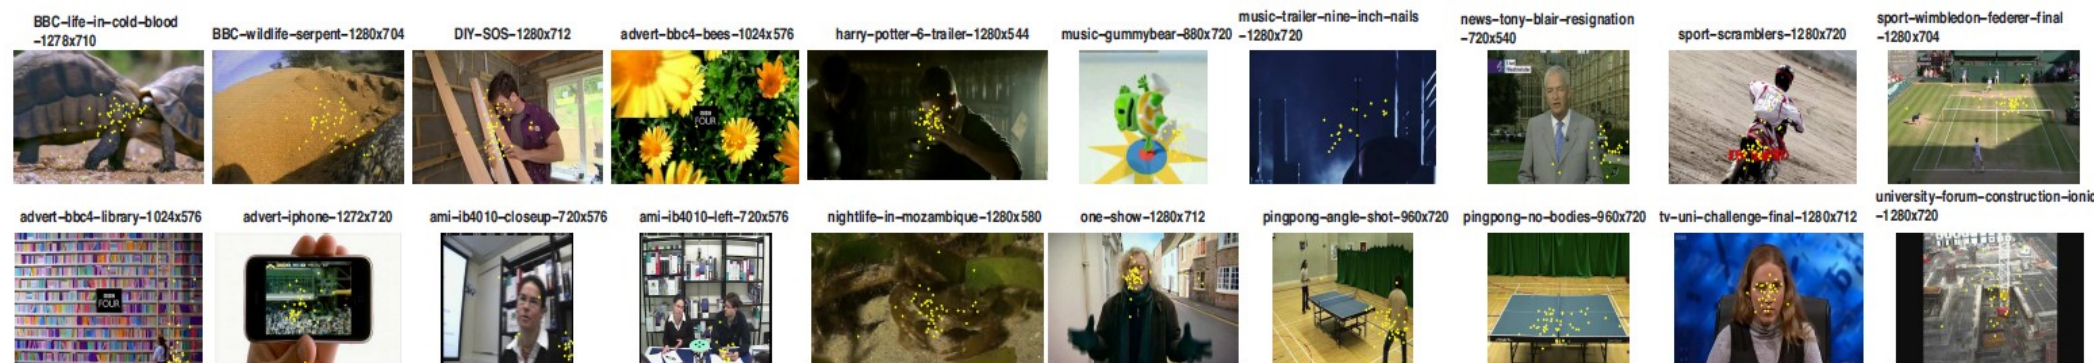 BBC-life-in-cold-blood
-1278x710
BBC-wildlife-serpent-1280x704
DIY-SOS-1280x712
advert-bbc4-bees-1024x576
harry-potter-6-trailer-1280x544
music-gummybear-880x720
music-trailer-nine-inch-nails
-1280x720
news-tony-blair-resignation
-720x540
sport-scramblers-1280x720
sport-wimbledon-federer-final
-1280x704
BBC
FOUR
Live
advert-bbc4-library-1024x576
advert-iphone-1272x720
ami-ib4010-closeup-720x576
ami-ib4010-left-720x576
nightlife-in-mozambique-1280x580
one-show-1280x712
pingpong-angle-shot-960x720
pingpong-no-bodies-960x720
tv-uni-challenge-final-1280x712
university-forum-construction-ionic
-1280x720
BBC
FOUR